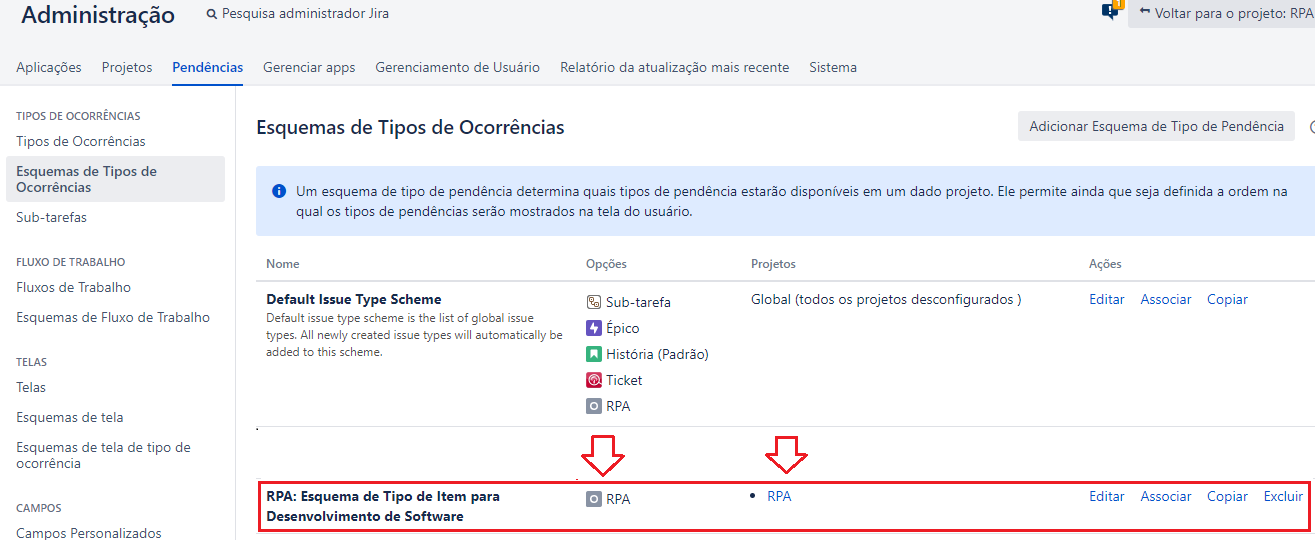 Administração
Pesquisa administrador Jira
1
Voltar para o projeto: RPA
Aplicações
Projetos
Pendências
Gerenciar apps
Gerenciamento de Usuário
Relatório da atualização mais recente
Sistema
TIPOS DE OCORRÊNCIAS
Tipos de Ocorrências
Esquemas de Tipos de
Ocorrências
Sub-tarefas
FLUXO DE TRABALHO
Fluxos de Trabalho
Esquemas de Fluxo de Trabalho
TELAS
Telas
Esquemas de tela
Esquemas de tela de tipo de
ocorrência
CAMPOS
Campos Personalizados
Esquemas de Tipos de Ocorrências
Adicionar Esquema de Tipo de Pendência
Um esquema de tipo de pendência determina quais tipos de pendência estarão disponíveis em um dado projeto. Ele permite ainda que seja definida a ordem na
qual os tipos de pendências serão mostrados na tela do usuário.
Nome
Opções
Projetos
Ações
Default Issue Type Scheme
Default issue type scheme is the list of global issue
types. All newly created issue types will automatically be
added to this scheme.
Sub-tarefa
Épico
História (Padrão)
Ticket
RPA
Global (todos os projetos desconfigurados )
Editar
Associar
Copiar
RPA: Esquema de Tipo de Item para
Desenvolvimento de Software
RPA
• RPA
Editar
Associar
Copiar
Excluir